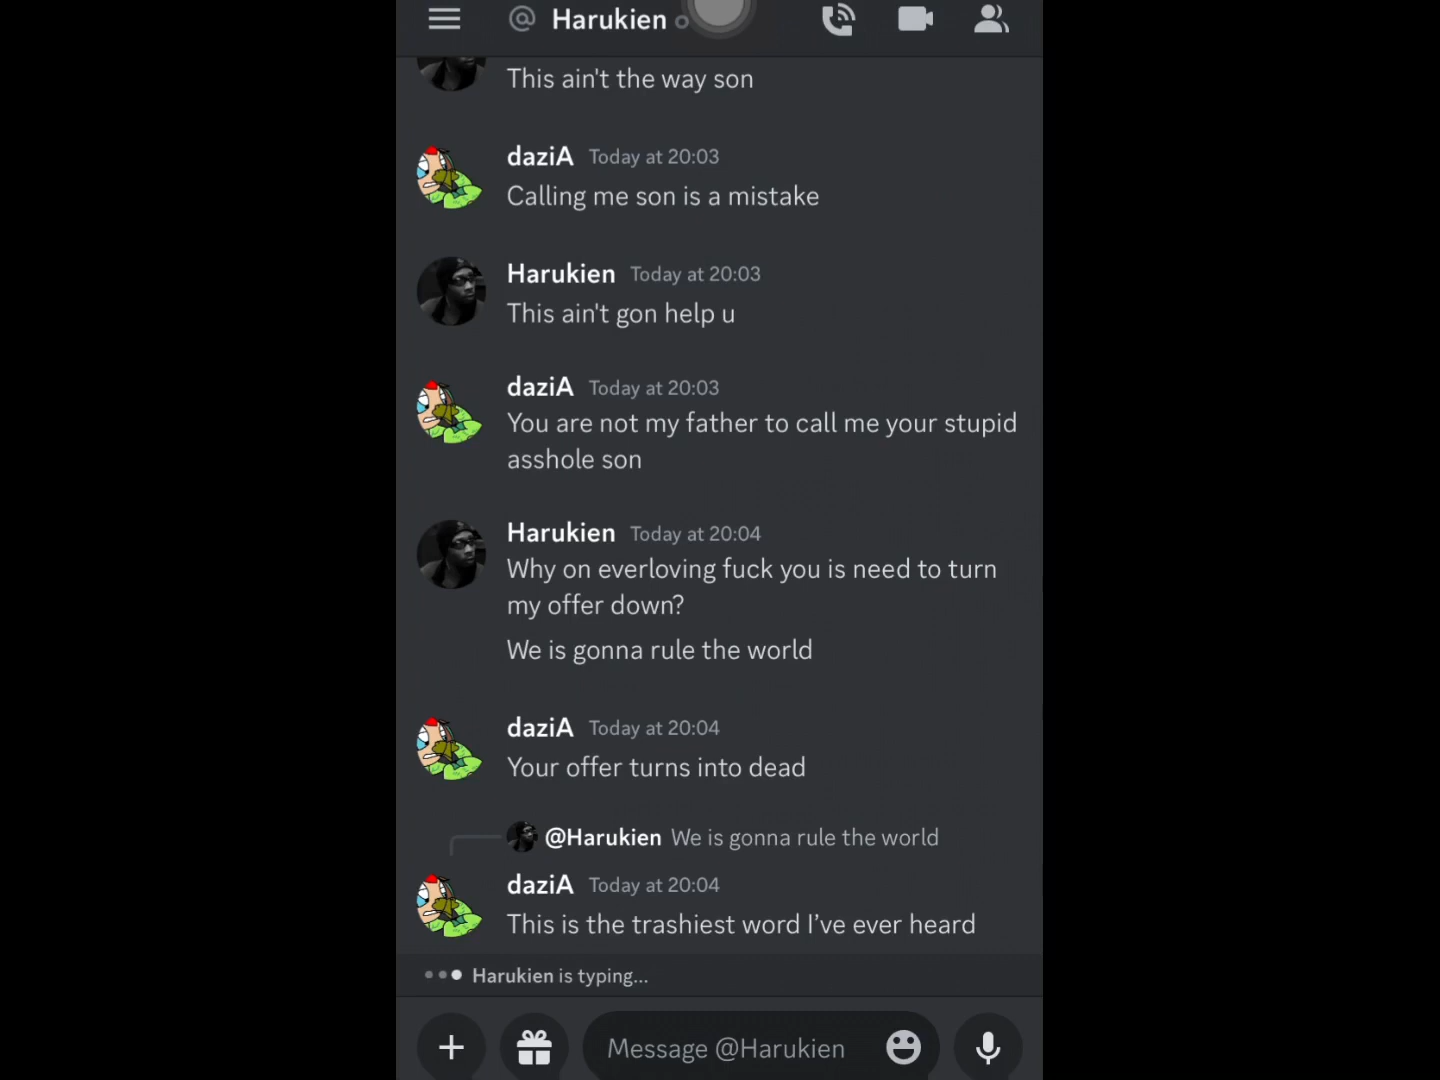 @ Harukien
This ain't the way son
daziA Today at 20:03
Calling me son is a mistake
Harukien Today at 20:03
This ain't gon help u
daziA Today at 20:03
You are not my father to call me your stupid
asshole son
Harukien Today at 20:04
Why on everloving fuck you is need to turn
my offer down?
We is gonna rule the world
daziA Today at 20:04
Your offer turns into dead
@Harukien We is gonna rule the world
daziA Today at 20:04
This is the trashiest word I’ve ever heard
Harukien is typing...
Message @Harukien